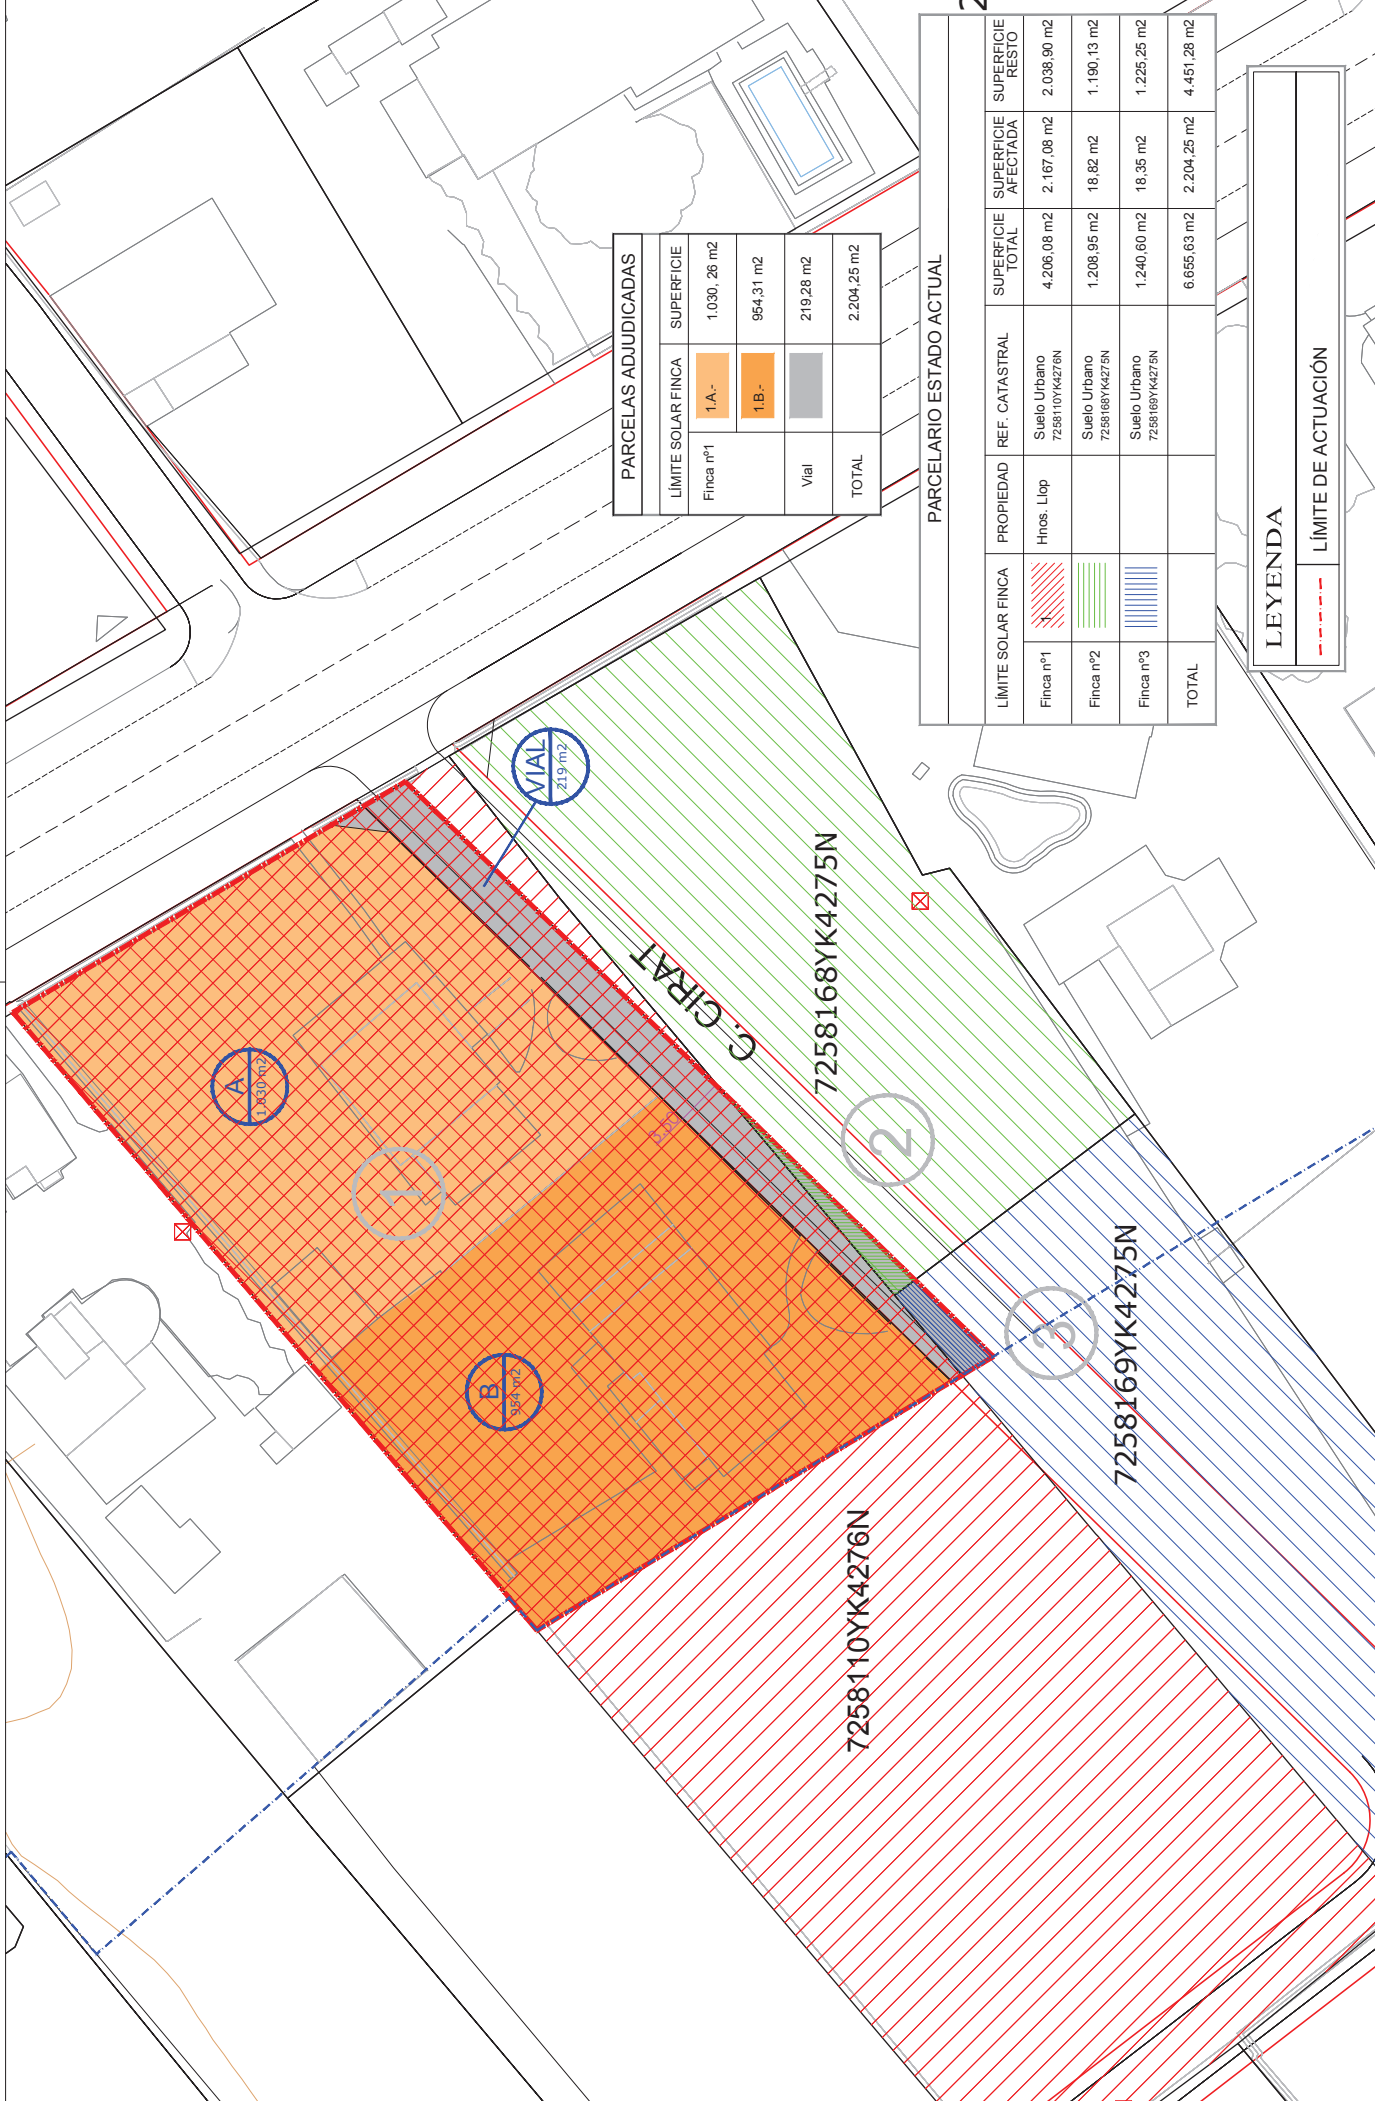 PARCELAS ADJUDICADAS
LÍMITE SOLAR FINCA SUPERFICIE
Finca nº1 1.A.- 1.030, 26 m2
1.B.- 954,31 m2
Vial 219,28 m2
TOTAL 2.204,25 m2
PARCELARIO ESTADO ACTUAL
LÍMITE SOLAR FINCA PROPIEDAD REF. CATASTRAL SUPERFICIE TOTAL SUPERFICIE AFECTADA SUPERFICIE RESTO
Finca nº1 1. Hnos. Llop Suelo Urbano 4.206,08 m2 2.167,08 m2 2.038,90 m2
7258110YK4276N
Finca nº2 Suelo Urbano 1.208,95 m2 18,82 m2 1.190,13 m2
7258168YK4275N
Finca nº3 Suelo Urbano 1.240,60 m2 18,35 m2 1.225,25 m2
7258169YK4275N
TOTAL 6.655,63 m2 2.204,25 m2 4.451,28 m2
LEYENDA
LÍMITE DE ACTUACIÓN
A
1.030 m2
B
954 m2
VIAL
219 m2
1
2
3
3.50
C. CIRAT
7258168YK4275N
7258169YK4275N
7258110YK4276N
2